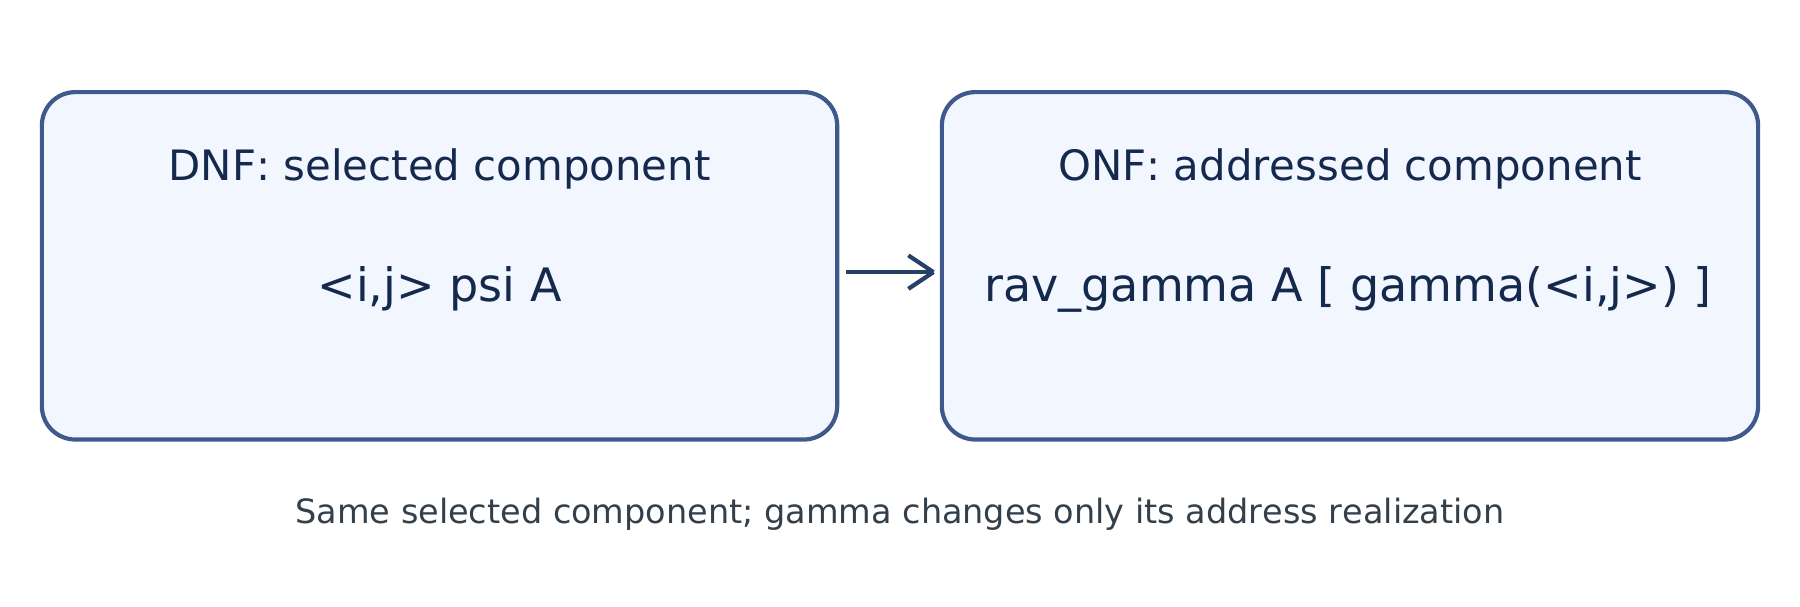 DNF: selected component
<i,j> psi A
ONF: addressed component
rav_gamma A [ gamma(<i,j>) ]
Same selected component; gamma changes only its address realization